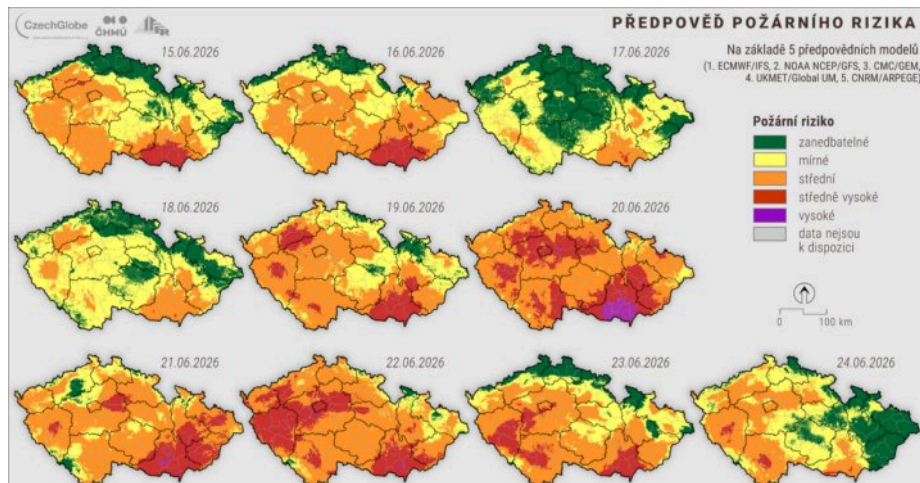 CzechGlobe
ČHMÚ
PŘEDPOVĚĎ POŽÁRNÍHO RIZIKA
Na základě 5 předpovědních modelů
(1. ECMWF/IFS, 2. NOAA NCEP/GFS, 3. CMC/GEM,
4. UKMET/Global UM, 5. CNRM/ARPEGE)
15.06.2026
16.06.2026
17.06.2026
Požární riziko
zanedbatelné
mírné
střední
středně vysoké
vysoké
data nejsou
k dispozici
18.06.2026
19.06.2026
20.06.2026
0 100 km
21.06.2026
22.06.2026
23.06.2026
24.06.2026